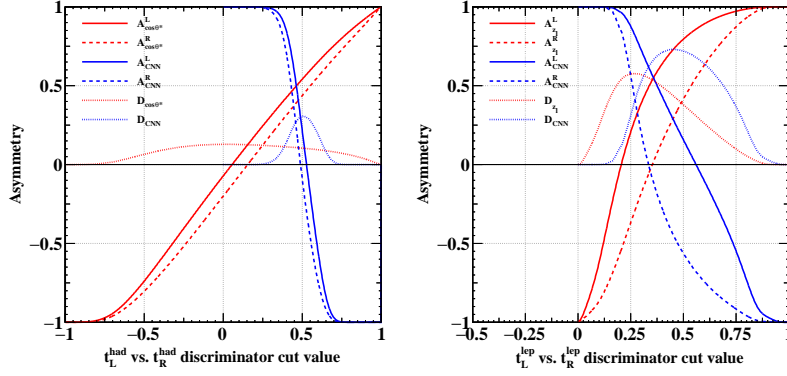 Asymmetry
1
0.5
0
−0.5
−1
A^L_cosθ*
A^R_cosθ*
A^L_CNN
A^R_CNN
D_cosθ*
D_CNN
−1 −0.5 0 0.5 1
t^had_L vs. t^had_R discriminator cut value
Asymmetry
1
0.5
0
−0.5
−1
A^L_z_l
A^R_z_l
A^L_CNN
A^R_CNN
D_z_l
D_CNN
−0.5 −0.25 0 0.25 0.5 0.75 1
t^lep_L vs. t^lep_R discriminator cut value